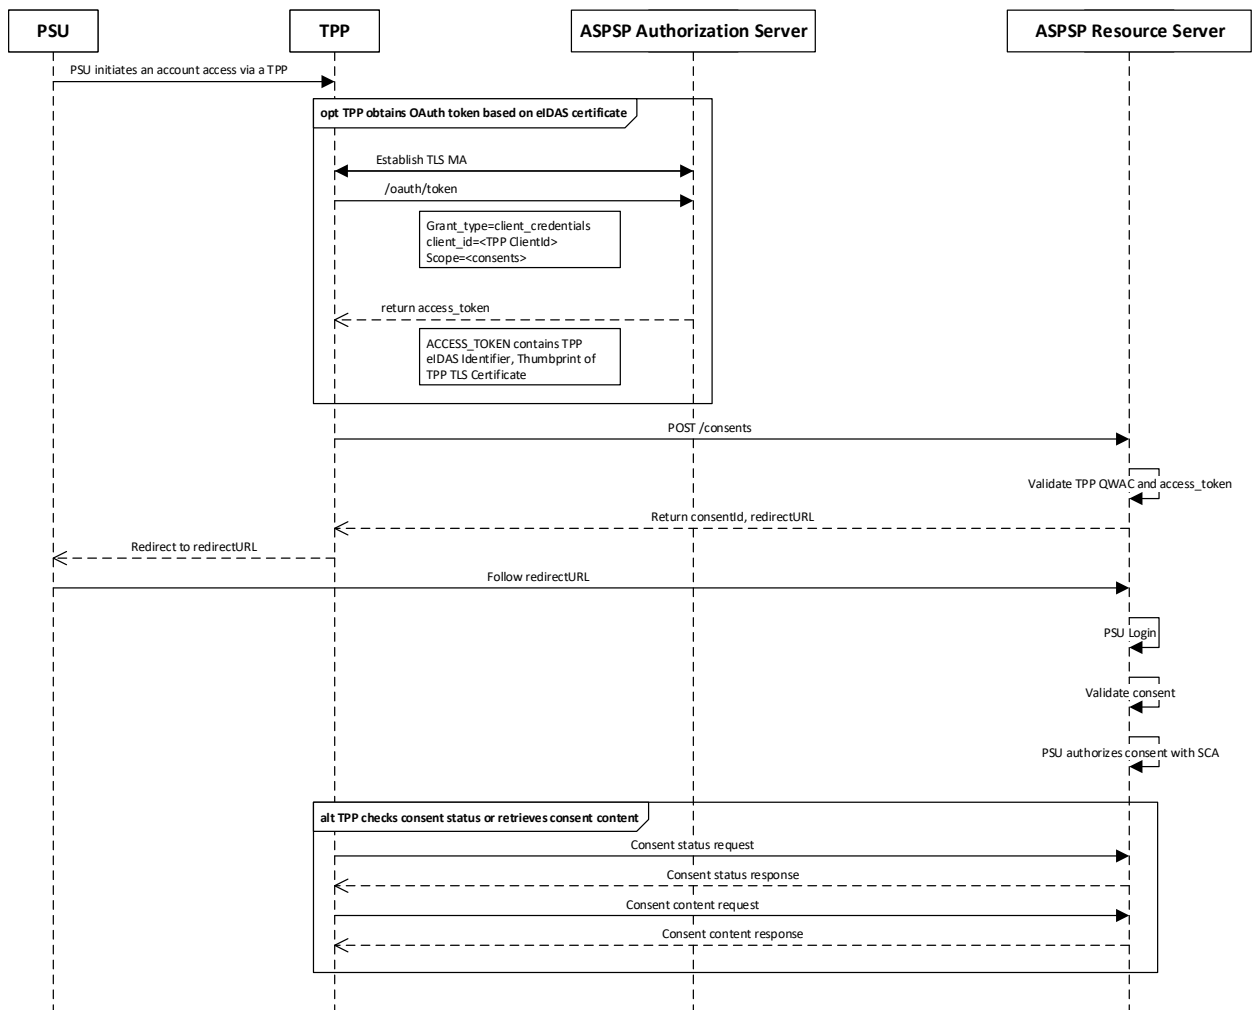 PSU
TPP
ASPSP Authorization Server
ASPSP Resource Server
PSU initiates an account access via a TPP
opt TPP obtains OAuth token based on eIDAS certificate
Establish TLS MA
/oauth/token
Grant_type=client_credentials
client_id=<TPP ClientId>
Scope=<consents>
return access_token
ACCESS_TOKEN contains TPP
eIDAS Identifier, Thumbprint of
TPP TLS Certificate
POST /consents
Validate TPP QWAC and access_token
Return consentId, redirectURL
Redirect to redirectURL
Follow redirectURL
PSU Login
Validate consent
PSU authorizes consent with SCA
alt TPP checks consent status or retrieves consent content
Consent status request
Consent status response
Consent content request
Consent content response